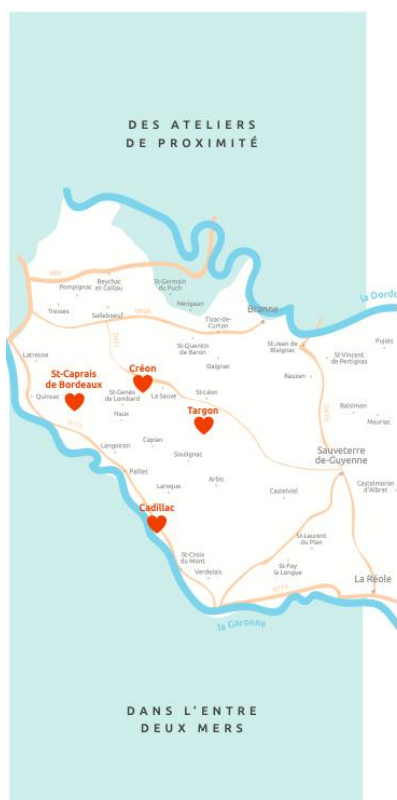 DES ATELIERS
DE PROXIMITÉ
la Dordo
Beychac
et Caillau
Pompignac
St-Germain
du Puch
Tresses
Salleboeuf
Nérigean
Branne
Tizac-de-
Curton
Latresne
St-Quentin
de Baron
St-Jean de
Blaignac
Pujols
Daignac
St-Vincent
de Pertignas
Créon
St-Caprais
de Bordeaux
Rauzan
Quinsac
St-Genès
de Lombard
La Sauve
St-Léon
Haux
Targon
Bossugan
Mauriac
Langoiran
Capian
Soulignac
Sauveterre
de-Guyenne
Paillet
Laroque
Arbis
Castelmoron
d'Albret
Castelviel
Cadillac
St-Laurent
du Plan
St-Croix
du Mont
Verdelais
St-Foy
la Longue
La Réole
la Garonne
DANS L'ENTRE
DEUX MERS